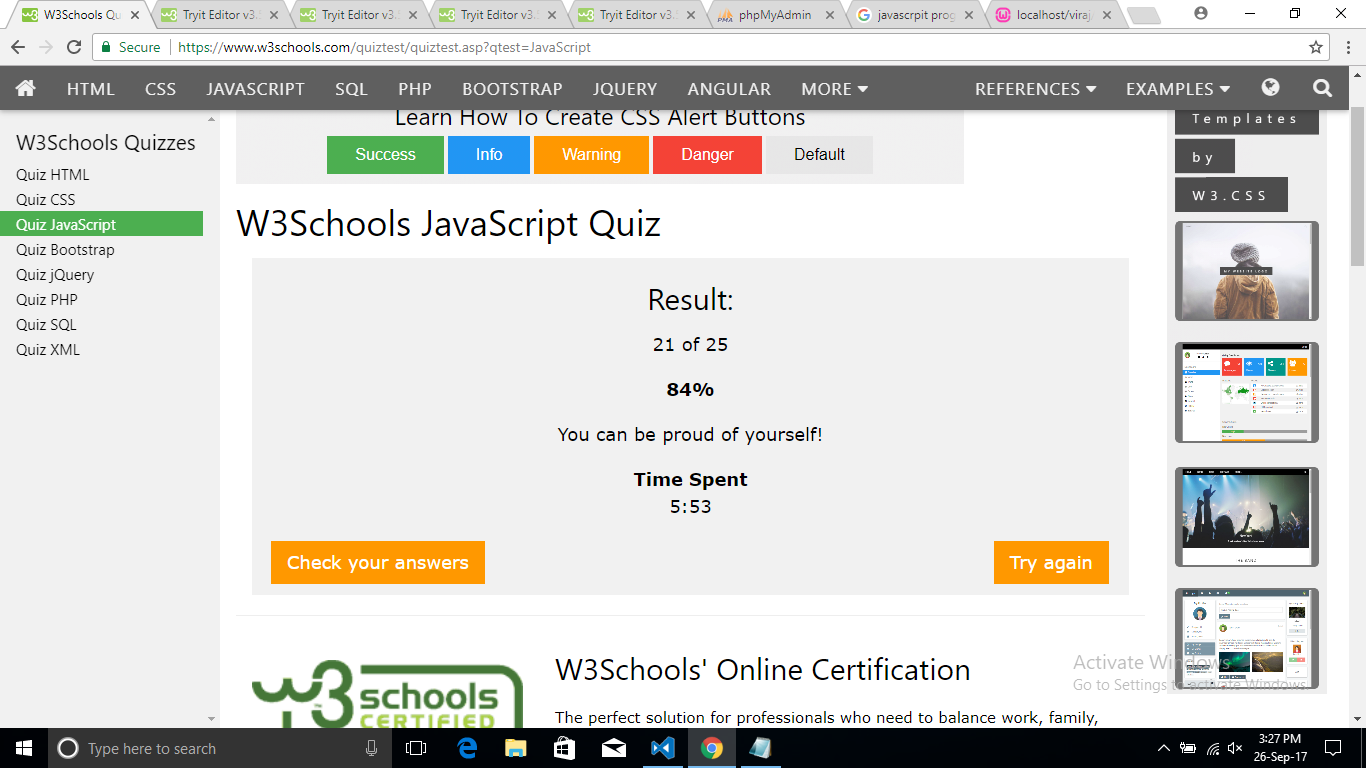 W3Schools Qu
Tryit Editor v3.
Tryit Editor v3.
Tryit Editor v3.
Tryit Editor v3.
phpMyAdmin
javascrpit prog
localhost/viraj
Secure
https://www.w3schools.com/quiztest/quiztest.asp?qtest=JavaScript
HTML CSS JAVASCRIPT SQL PHP BOOTSTRAP JQUERY ANGULAR MORE REFERENCES EXAMPLES
W3Schools Quizzes
Quiz HTML
Quiz CSS
Quiz JavaScript
Quiz Bootstrap
Quiz jQuery
Quiz PHP
Quiz SQL
Quiz XML
Learn How To Create CSS Alert Buttons
Success Info Warning Danger Default
W3Schools JavaScript Quiz
Result:
21 of 25
84%
You can be proud of yourself!
Time Spent
5:53
Check your answers Try again
W3Schools' Online Certification
The perfect solution for professionals who need to balance work, family,
w3schools
CERTIFIED
Templates
by
W3.CSS
MY WEBSITE LOGO
THE BAND
Activate Windows
Go to Settings to activate Windows.
Type here to search
3:27 PM
26-Sep-17